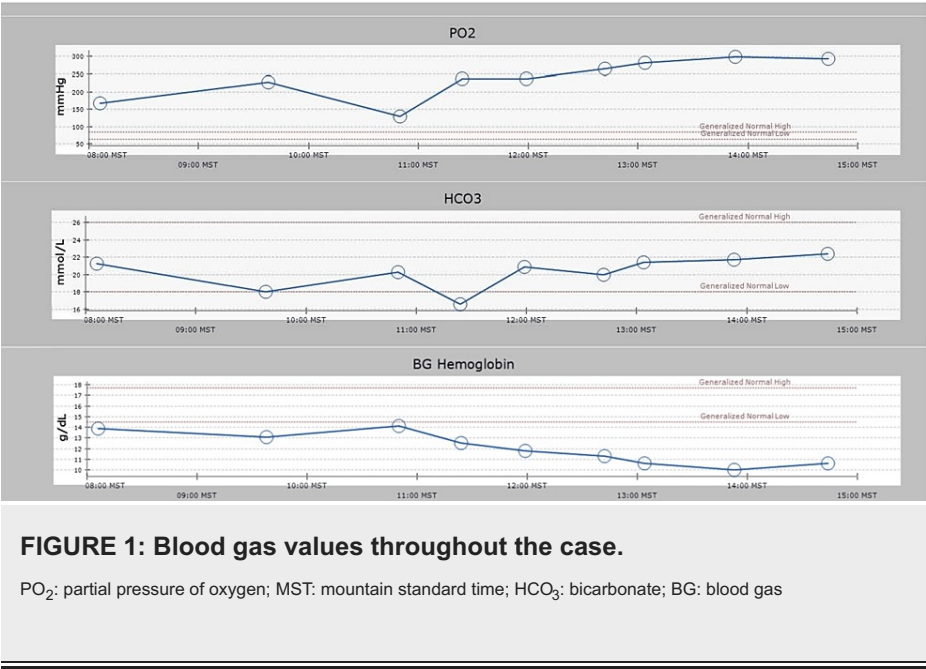 PO2
mmHg
300
250
200
150
100
50
Generalized Normal High
Generalized Normal Low
08:00 MST
09:00 MST
10:00 MST
11:00 MST
12:00 MST
13:00 MST
14:00 MST
15:00 MST
HCO3
mmol/L
26
24
22
20
18
16
Generalized Normal High
Generalized Normal Low
08:00 MST
09:00 MST
10:00 MST
11:00 MST
12:00 MST
13:00 MST
14:00 MST
15:00 MST
BG Hemoglobin
g/dL
18
17
16
15
14
13
12
11
10
Generalized Normal High
Generalized Normal Low
08:00 MST
09:00 MST
10:00 MST
11:00 MST
12:00 MST
13:00 MST
14:00 MST
15:00 MST
FIGURE 1: Blood gas values throughout the case.
PO2: partial pressure of oxygen; MST: mountain standard time; HCO3: bicarbonate; BG: blood gas